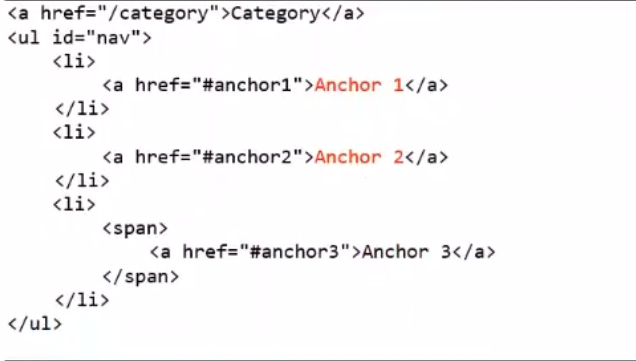 <a href="/category">Category</a>
<ul id="nav">
    <li>
        <a href="#anchor1">Anchor 1</a>
    </li>
    <li>
        <a href="#anchor2">Anchor 2</a>
    </li>
    <li>
        <span>
            <a href="#anchor3">Anchor 3</a>
        </span>
    </li>
</ul>